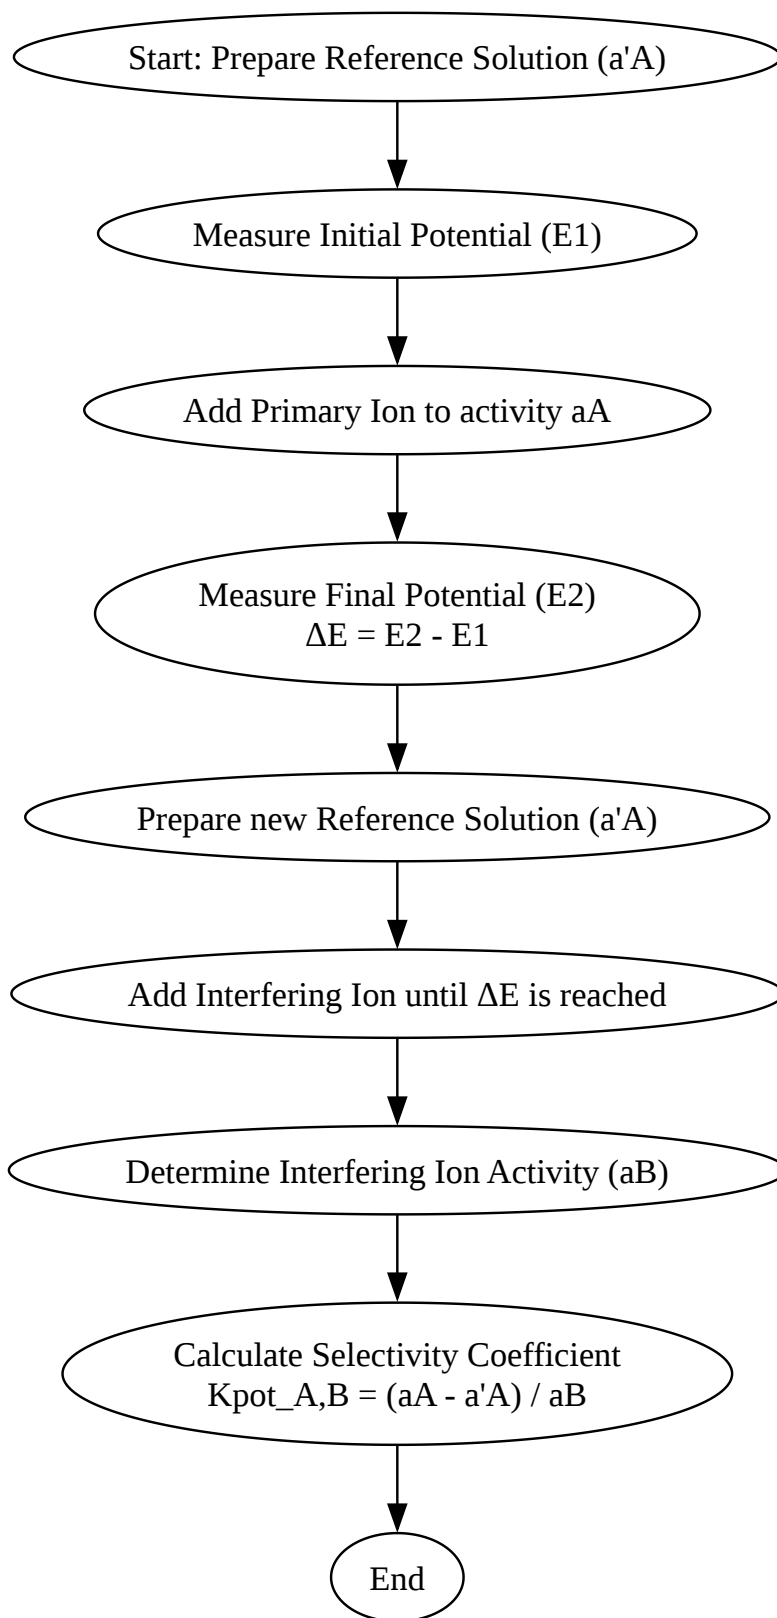 Start: Prepare Reference Solution (a'A)
Measure Initial Potential (E1)
Add Primary Ion to activity aA
Measure Final Potential (E2)
ΔE = E2 - E1
Prepare new Reference Solution (a'A)
Add Interfering Ion until ΔE is reached
Determine Interfering Ion Activity (aB)
Calculate Selectivity Coefficient
Kpot_A,B = (aA - a'A) / aB
End